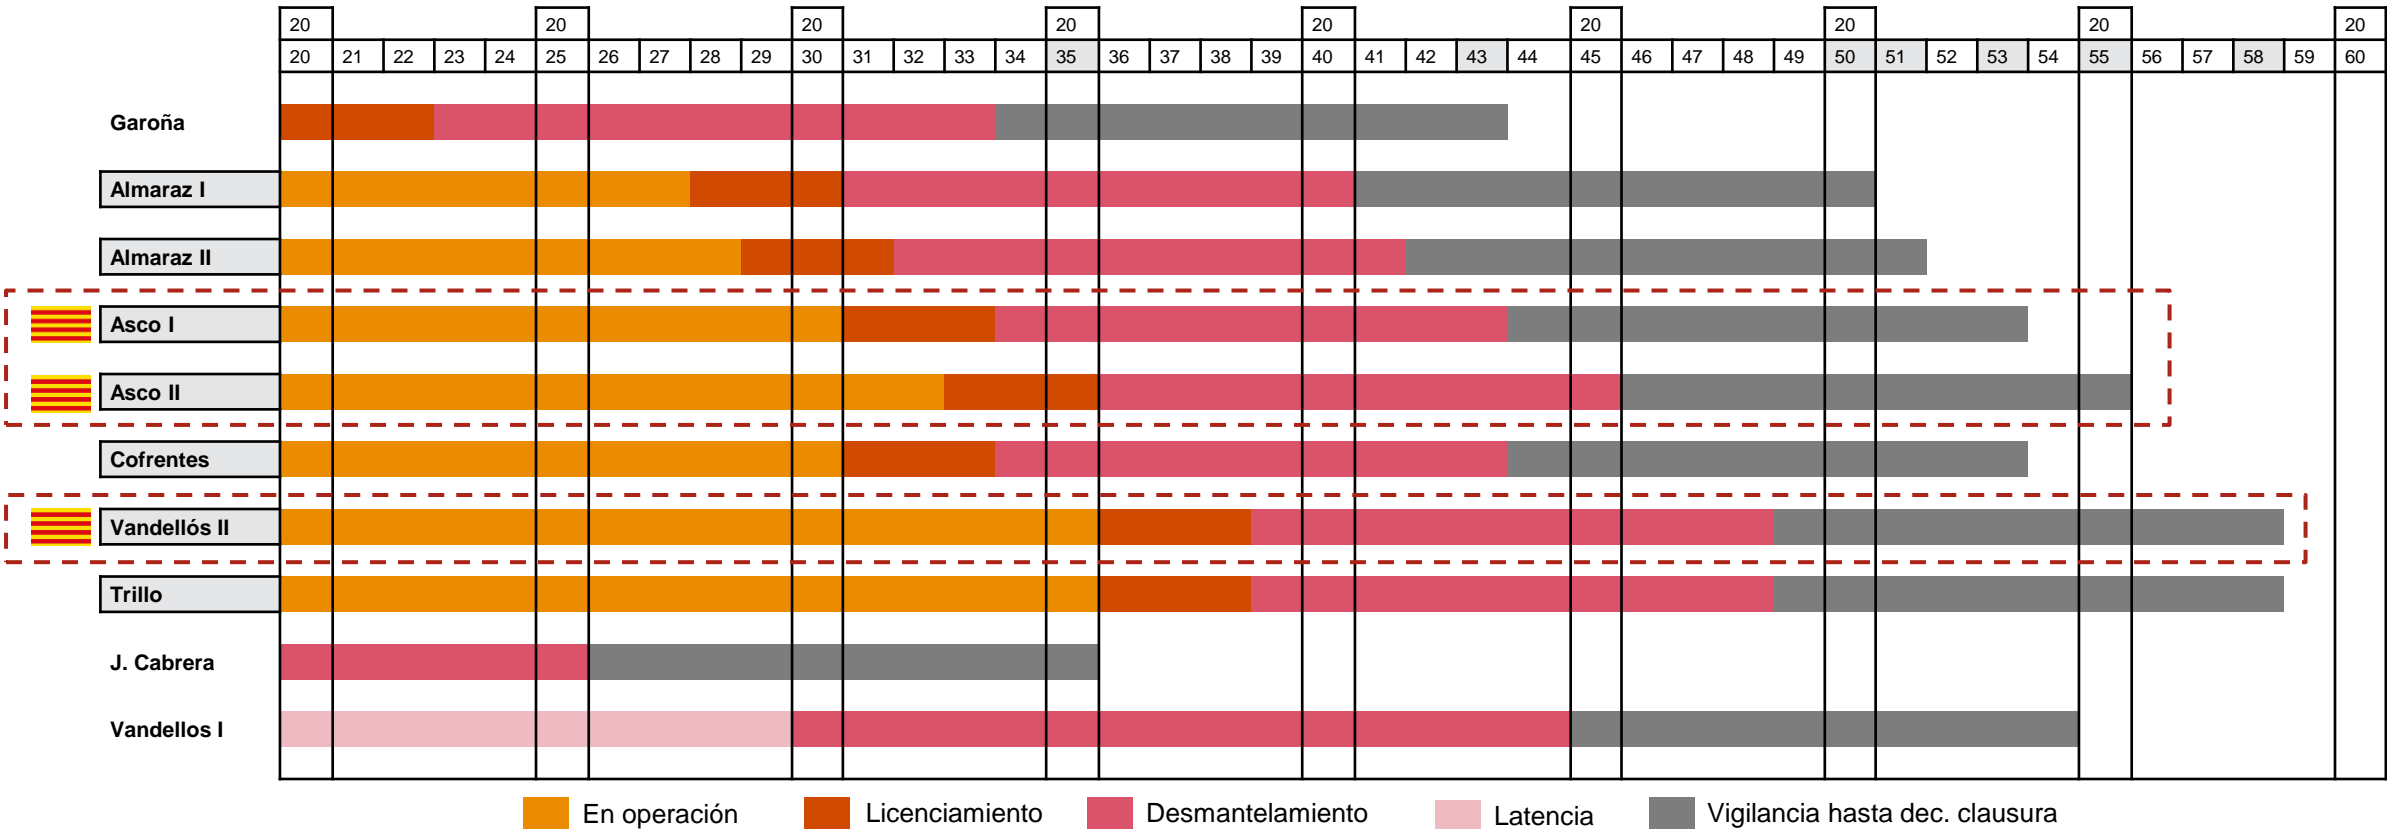 20 20 20 20 20 20 20 20 20
20 21 22 23 24 25 26 27 28 29 30 31 32 33 34 35 36 37 38 39 40 41 42 43 44 45 46 47 48 49 50 51 52 53 54 55 56 57 58 59 60
Garoña
Almaraz I
Almaraz II
Asco I
Asco II
Cofrentes
Vandellós II
Trillo
J. Cabrera
Vandellos I
En operación Licenciamiento Desmantelamiento Latencia Vigilancia hasta dec. clausura